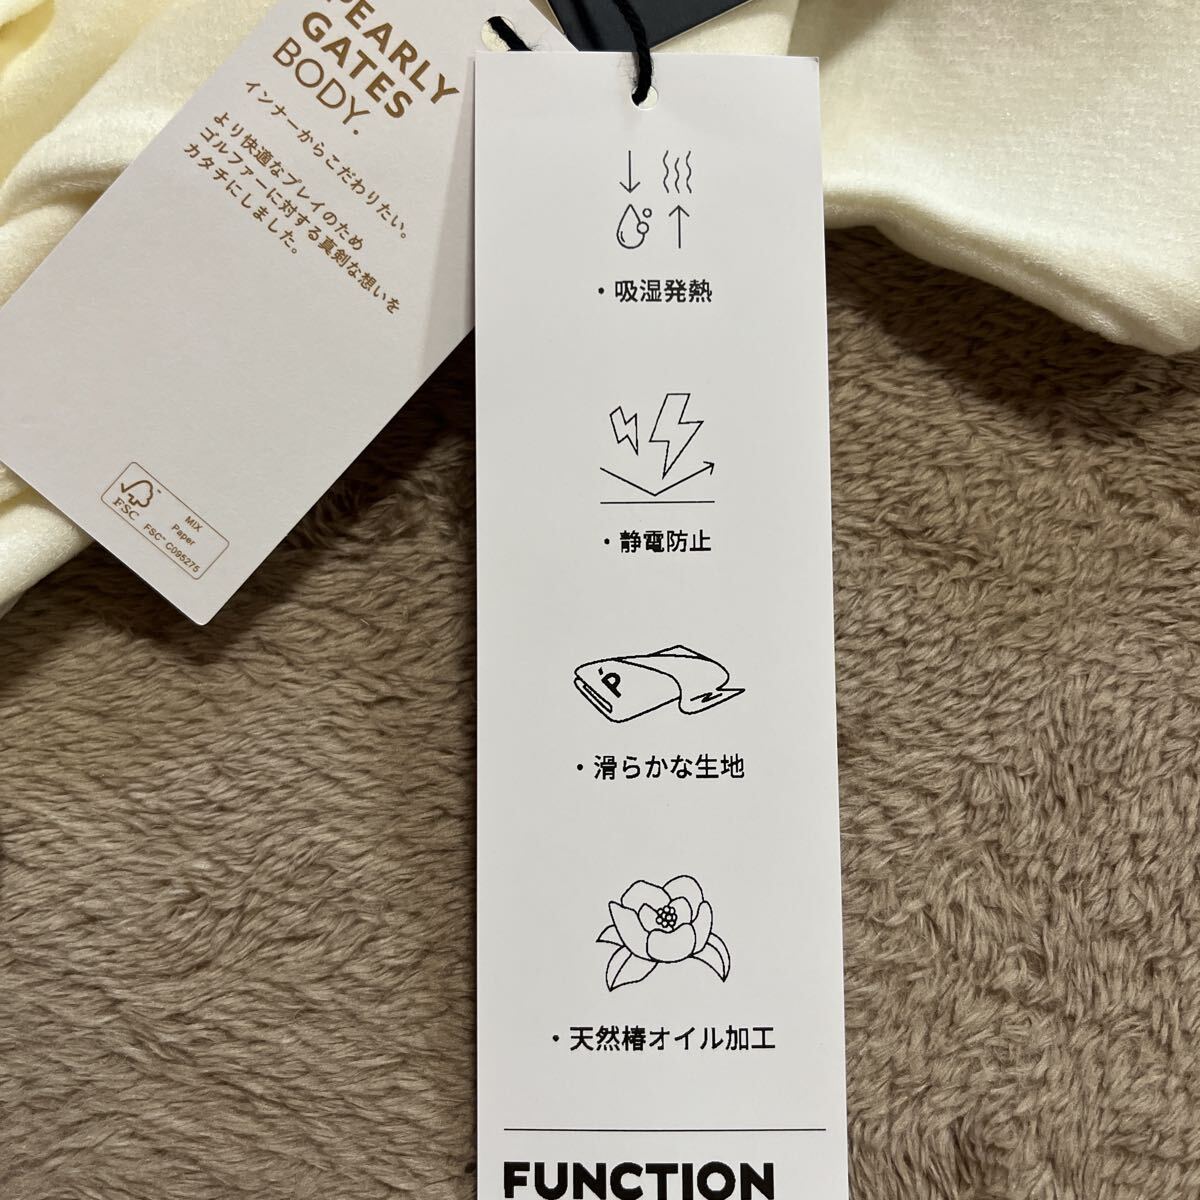 PEARLY
GATES
BODY.
インナーからこだわりたい。
より快適なプレイのため
ゴルファーに対する真剣な想いを
カタチにしました。
FSC
MIX
Paper
FSC™ C095275
・吸湿発熱
・静電防止
P
・滑らかな生地
・天然椿オイル加工
FUNCTION